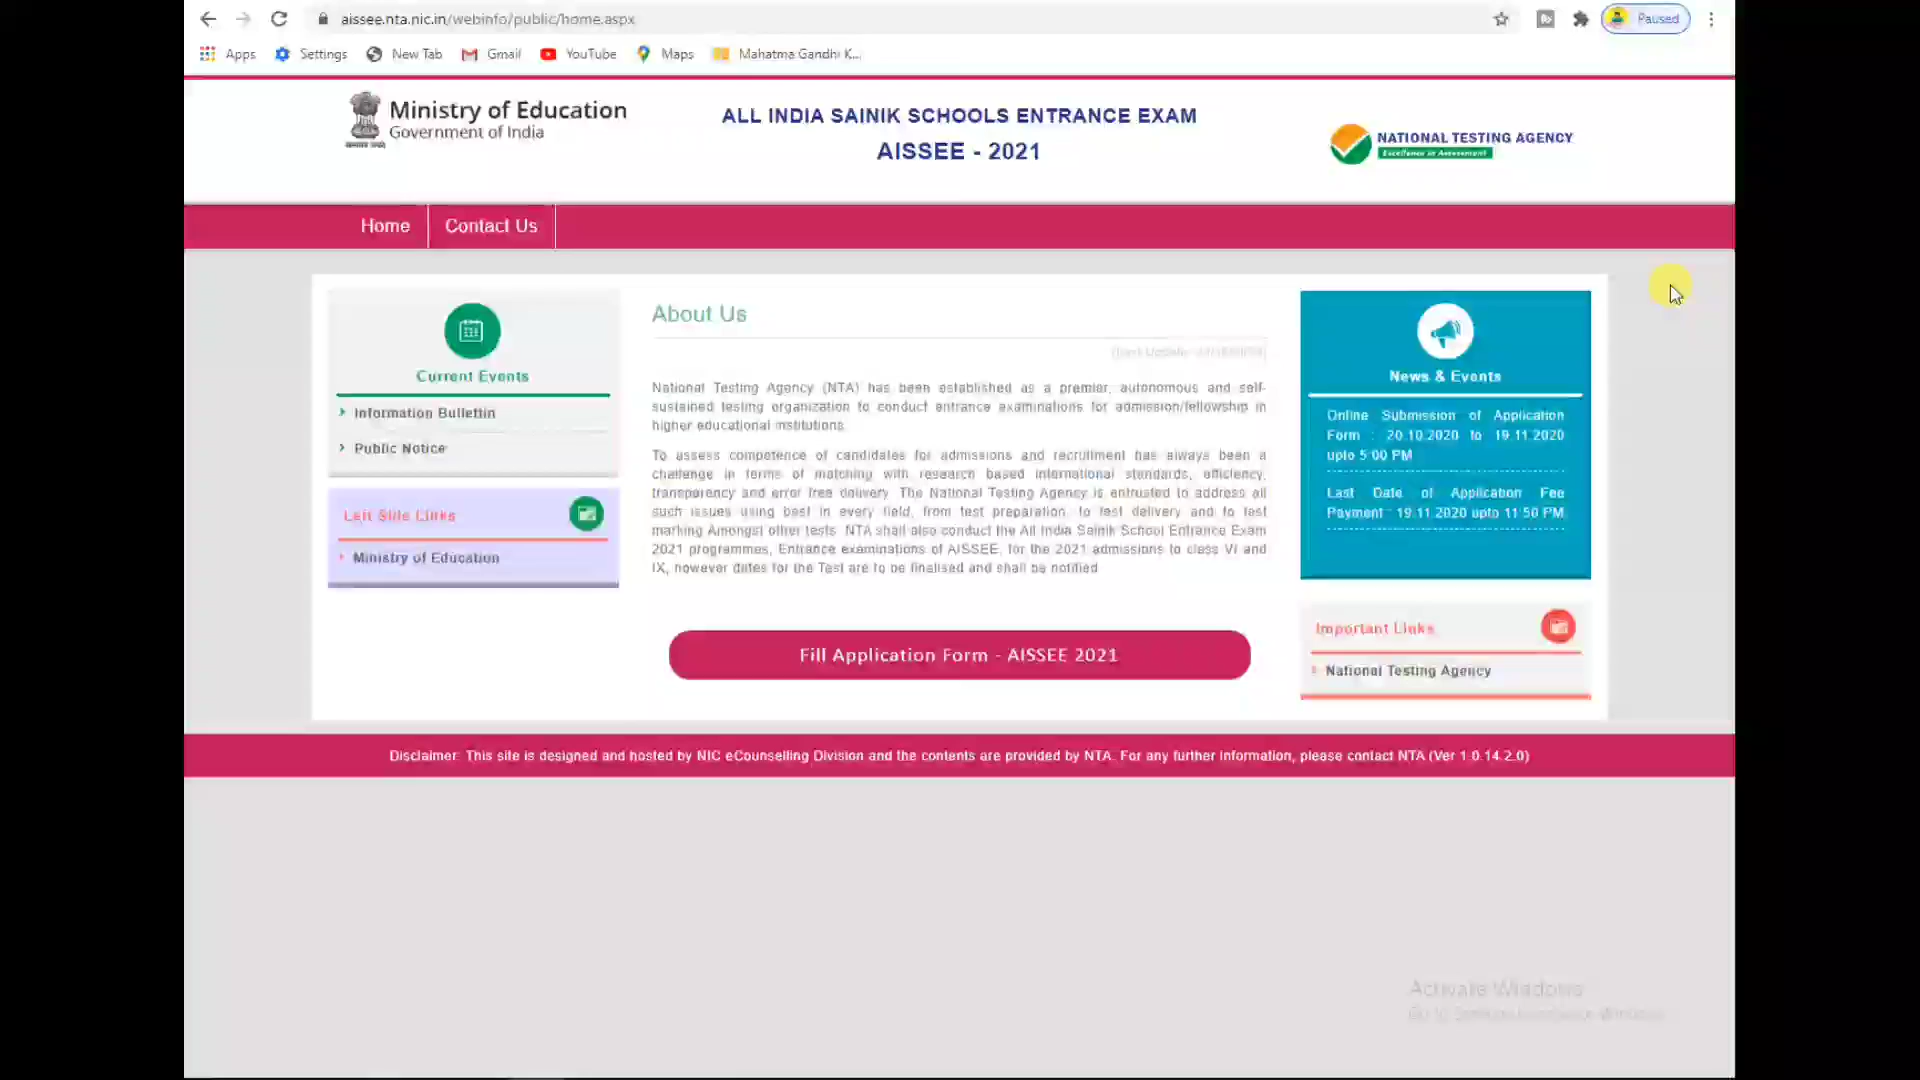 aissee.nta.nic.in/webinfo/public/home.aspx
Paused
Apps
Settings
New Tab
Gmail
YouTube
Maps
Mahatma Gandhi K...
Ministry of Education
Government of India
ALL INDIA SAINIK SCHOOLS ENTRANCE EXAM
AISSEE - 2021
NATIONAL TESTING AGENCY
Excellence in Assessment
Home
Contact Us
Current Events
Information Bullettin
Public Notice
Left Side Links
Ministry of Education
About Us
National Testing Agency (NTA) has been established as a premier, autonomous and self-
sustained testing organization to conduct entrance examinations for admission/fellowship in
higher educational institutions.
To assess competence of candidates for admissions and recruitment has always been a
challenge in terms of matching with research based international standards, efficiency,
transparency and error free delivery. The National Testing Agency is entrusted to address all
such issues using best in every field, from test preparation, to test delivery and to test
marking Amongst other tests NTA shall also conduct the All India Sainik School Entrance Exam
2021 programmes, Entrance examinations of AISSEE, for the 2021 admissions to class VI and
IX, however dates for the Test are to be finalised and shall be notified
Fill Application Form - AISSEE 2021
News & Events
Online Submission of Application
Form : 20.10.2020 to 19.11.2020
upto 5:00 PM
Last Date of Application Fee
Payment : 19.11.2020 upto 11:50 PM
Important Links
National Testing Agency
Disclaimer: This site is designed and hosted by NIC eCounselling Division and the contents are provided by NTA. For any further information, please contact NTA (Ver 1.0.14.2.0)
Activate Windows